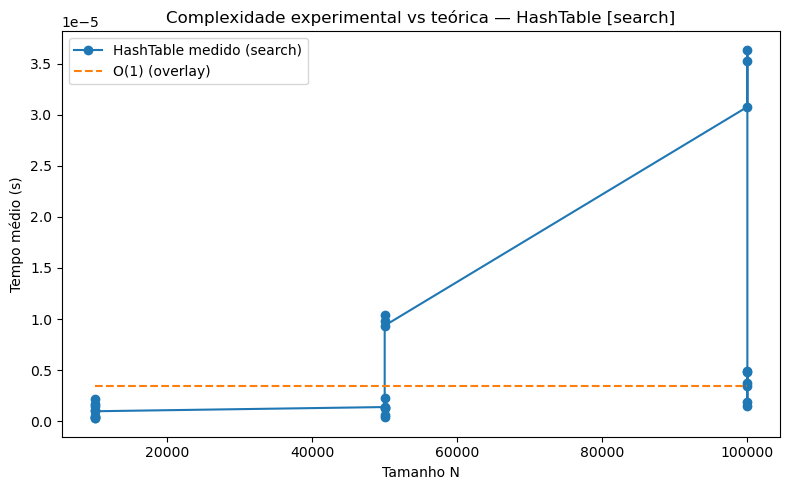 Complexidade experimental vs teórica — HashTable [search]
1e−5
HashTable medido (search)
O(1) (overlay)
Tempo médio (s)
3.5
3.0
2.5
2.0
1.5
1.0
0.5
0.0
20000
40000
60000
80000
100000
Tamanho N